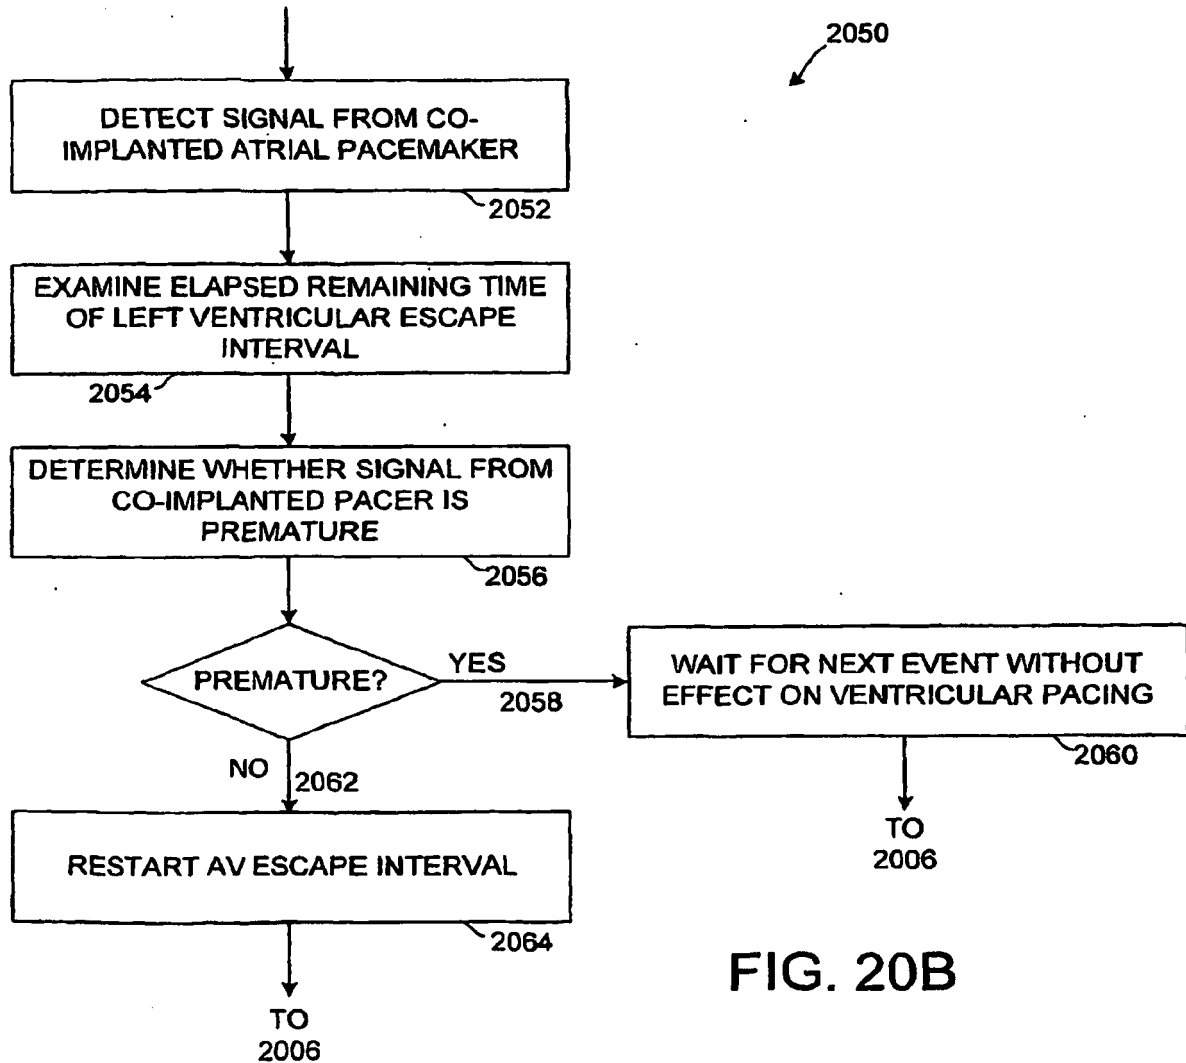 2050
DETECT SIGNAL FROM CO-
IMPLANTED ATRIAL PACEMAKER
2052
EXAMINE ELAPSED REMAINING TIME
OF LEFT VENTRICULAR ESCAPE
INTERVAL
2054
DETERMINE WHETHER SIGNAL FROM
CO-IMPLANTED PACER IS
PREMATURE
2056
PREMATURE?
YES
2058
WAIT FOR NEXT EVENT WITHOUT
EFFECT ON VENTRICULAR PACING
2060
TO
2006
NO
2062
RESTART AV ESCAPE INTERVAL
2064
TO
2006
FIG. 20B